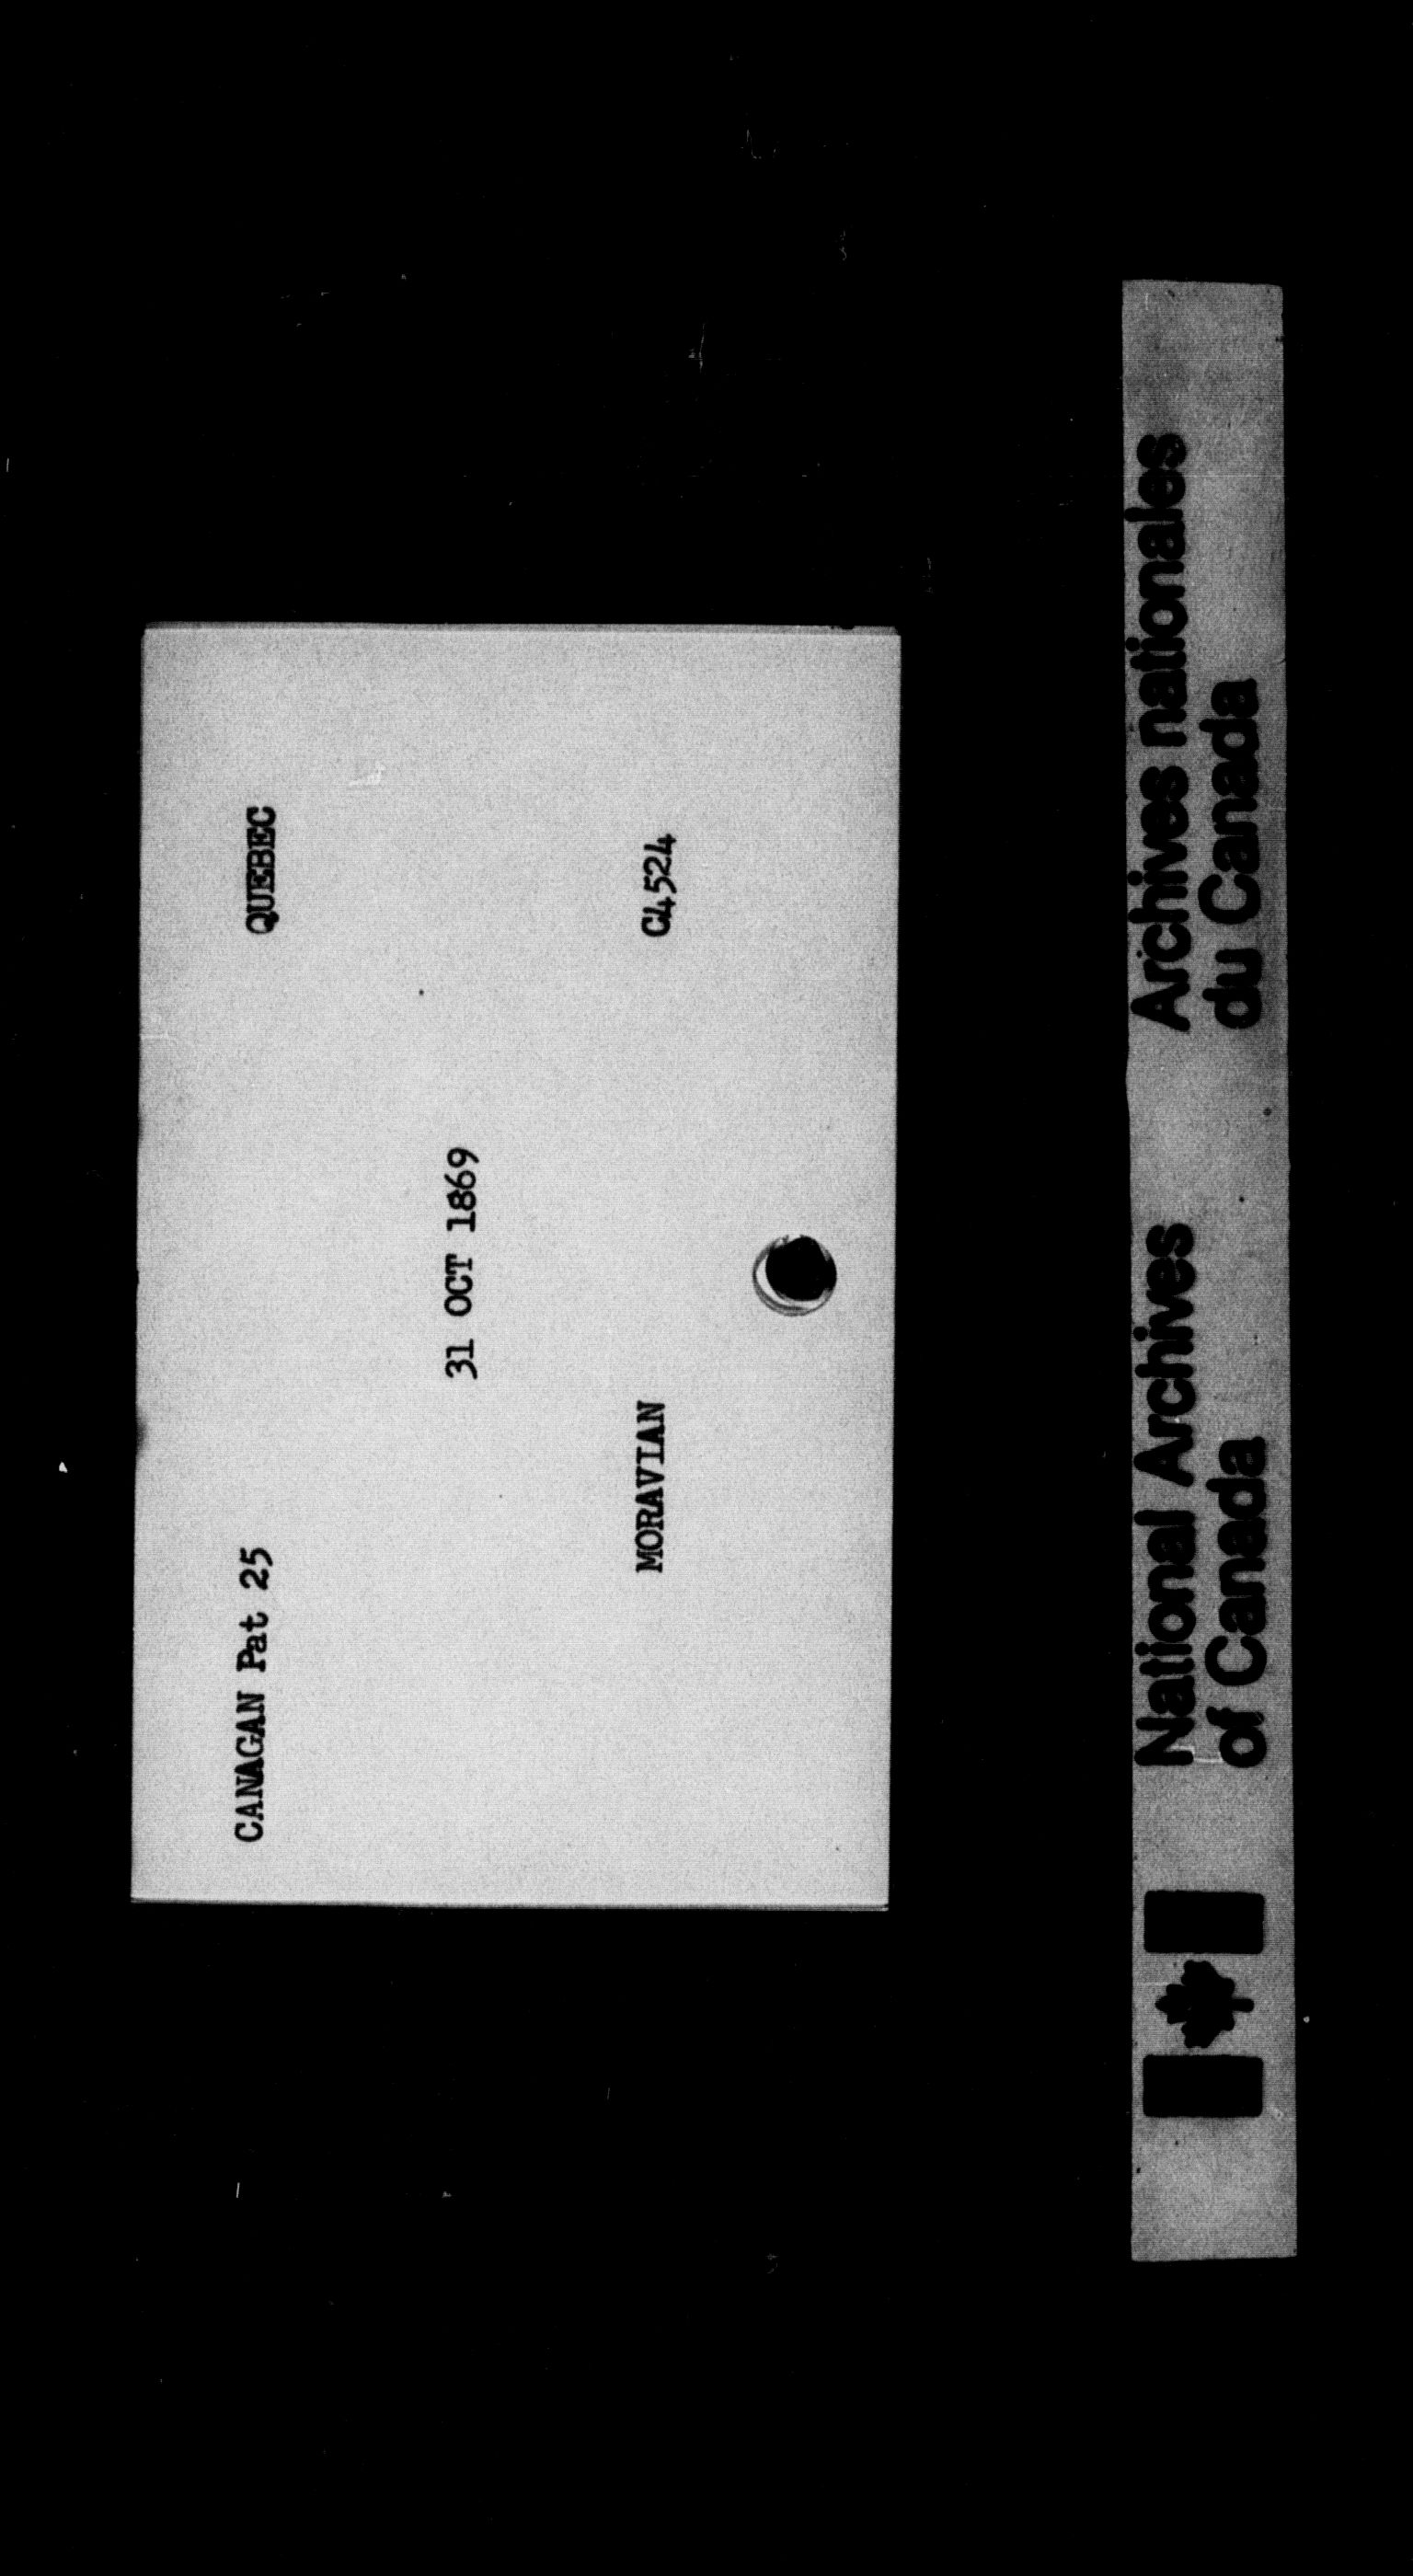 CANAGAN Pat 25 QUEBEC
31 OCT 1869
MORAVIAN C4524
National Archives
of Canada
Archives nationales
du Canada